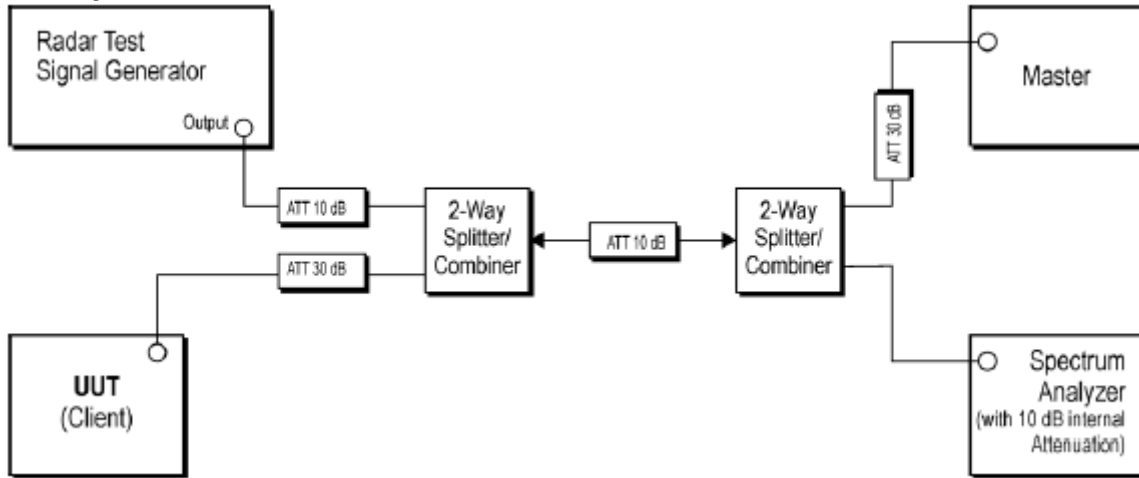 Radar Test
Signal Generator
Output
Master
ATT 30 dB
ATT 10 dB
2-Way
Splitter/
Combiner
ATT 10 dB
2-Way
Splitter/
Combiner
ATT 30 dB
UUT
(Client)
Spectrum
Analyzer
(with 10 dB internal
Attenuation)